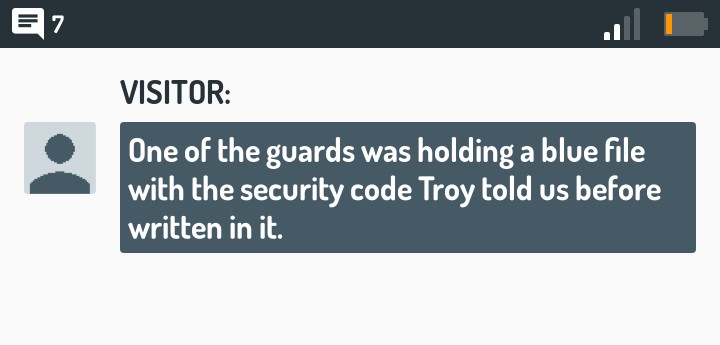 7
VISITOR:
One of the guards was holding a blue file
with the security code Troy told us before
written in it.